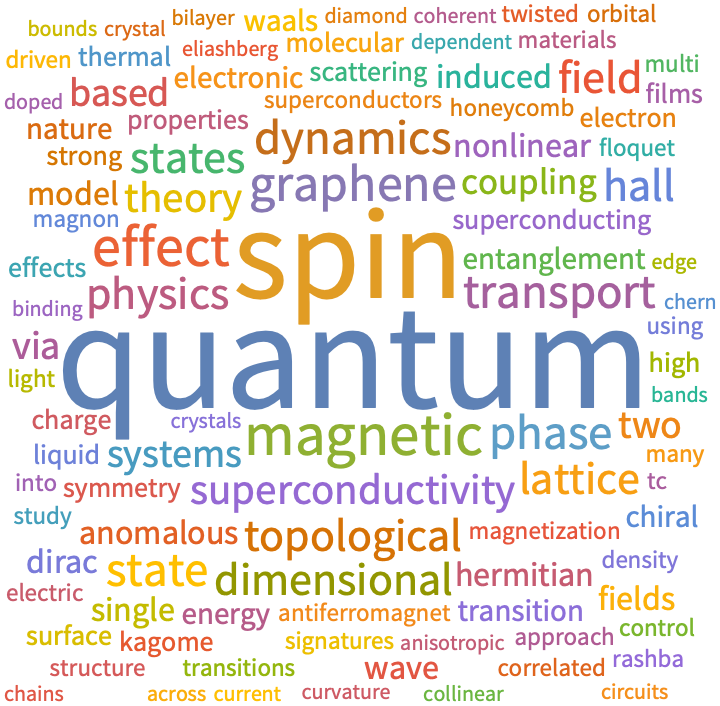 bounds crystal bilayer waals diamond coherent twisted orbital
driven thermal eliashberg molecular dependent materials
doped based electronic scattering induced field multi
superconductors honeycomb films
nature properties dynamics electron
strong states nonlinear floquet
model theory graphene coupling hall
magnon superconducting
effects effect spin entanglement edge
binding physics transport chern
via quantum using
light high
bands
charge crystals magnetic phase two
liquid systems many
into symmetry superconductivity lattice tc
study chiral
anomalous topological magnetization
dirac state dimensional hermitian density
electric
single energy antiferromagnet transition fields
surface kagome signatures anisotropic approach control
structure transitions wave correlated rashba
chains across current curvature collinear circuits